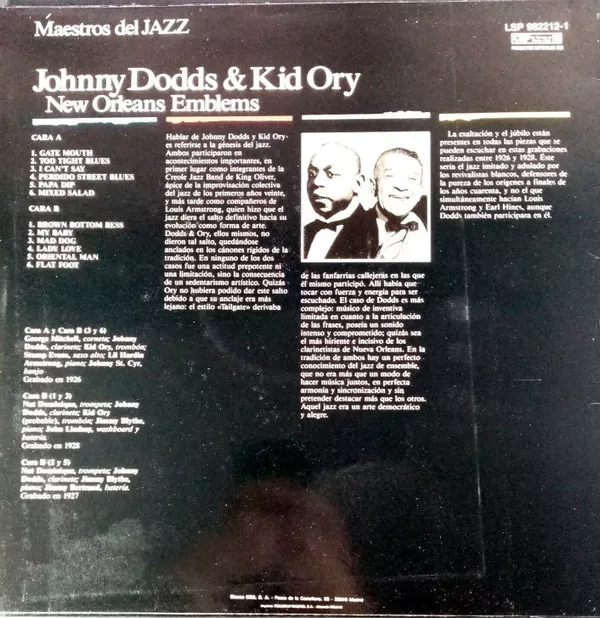 Maestros del JAZZ
LSP 982212-1
Johnny Dodds & Kid Ory
New Orleans Emblems
CARA A
1. GATE MOUTH
2. TOO TIGHT BLUES
3. I CAN'T SAY
4. PERDIDO STREET BLUES
5. PAPA DIP
6. MIXED SALAD
CARA B
1. BROWN BOTTOM BESS
2. MY BABY
3. MAD DOG
4. LADY LOVE
5. ORIENTAL MAN
6. FLAT FOOT
Cara A y Cara B (3 y 6)
George Mitchell, corneta; Johnny
Dodds, clarinete; Kid Ory, trombón;
Stump Evans, saxo alto; Lil Hardin
Armstrong, piano; Johnny St. Cyr,
banjo
Grabado en 1926
Cara B (1 y 3)
Nat Dominique, trompeta; Johnny
Dodds, clarinete; Kid Ory
(probable), trombón; Jimmy Blythe,
piano; John Lindsay, washboard y
batería.
Grabado en 1928
Cara B (2 y 5)
Nat Dominique, trompeta; Johnny
Dodds, clarinete; Jimmy Blythe,
piano; Jimmy Bertrand, batería.
Grabado en 1927
Hablar de Johnny Dodds y Kid Ory-
es referirse a la génesis del jazz.
Ambos participaron en
acontecimientos importantes, en
primer lugar como integrantes de la
Creole Jazz Band de King Oliver,
ápice de la improvisación colectiva
del jazz de los primeros años veinte,
y más tarde como compañeros de
Louis Armstrong, quien hizo que el
jazz diera el salto definitivo hacia su
evolución como forma de arte.
Dodds & Ory, ellos mismos, no
dieron tal salto, quedándose
anclados en los cánones rígidos de la
tradición. En ninguno de los dos
casos fue una actitud prepotente ni
una limitación, sino la consecuencia
de un sedentarismo artístico. Quizás
Ory no hubiera podido dar este salto
debido a que su anclaje era más
lejano: el estilo «Tailgate» derivaba
de las fanfarrias callejeras en las que
él mismo participó. Allí había que
tocar con fuerza y energía para ser
escuchado. El caso de Dodds es más
complejo: músico de inventiva
limitada en cuanto a la articulación
de las frases, poseía un sonido
intenso y comprometido; quizás sea
el más hiriente e incisivo de los
clarinetistas de Nueva Orleans. En la
tradición de ambos hay un perfecto
conocimiento del jazz de ensemble,
que no era más que un modo de
hacer música juntos, en perfecta
armonía y sincronización y sin
pretender destacar más que los otros.
Aquel jazz era un arte democrático
y alegre.
La exaltación y el júbilo están
presentes en todas las piezas que se
pueden escuchar en estas grabaciones
realizadas entre 1926 y 1928. Este
sería el jazz imitado y adulado por
los revivalistas blancos, defensores de
la pureza de los orígenes a finales de
los años cuarenta, y no el que
simultáneamente hacían Louis
Armstrong y Earl Hines, aunque
Dodds también participara en él.
Discos CBS, S. A. - Paseo de la Castellana, - Madrid